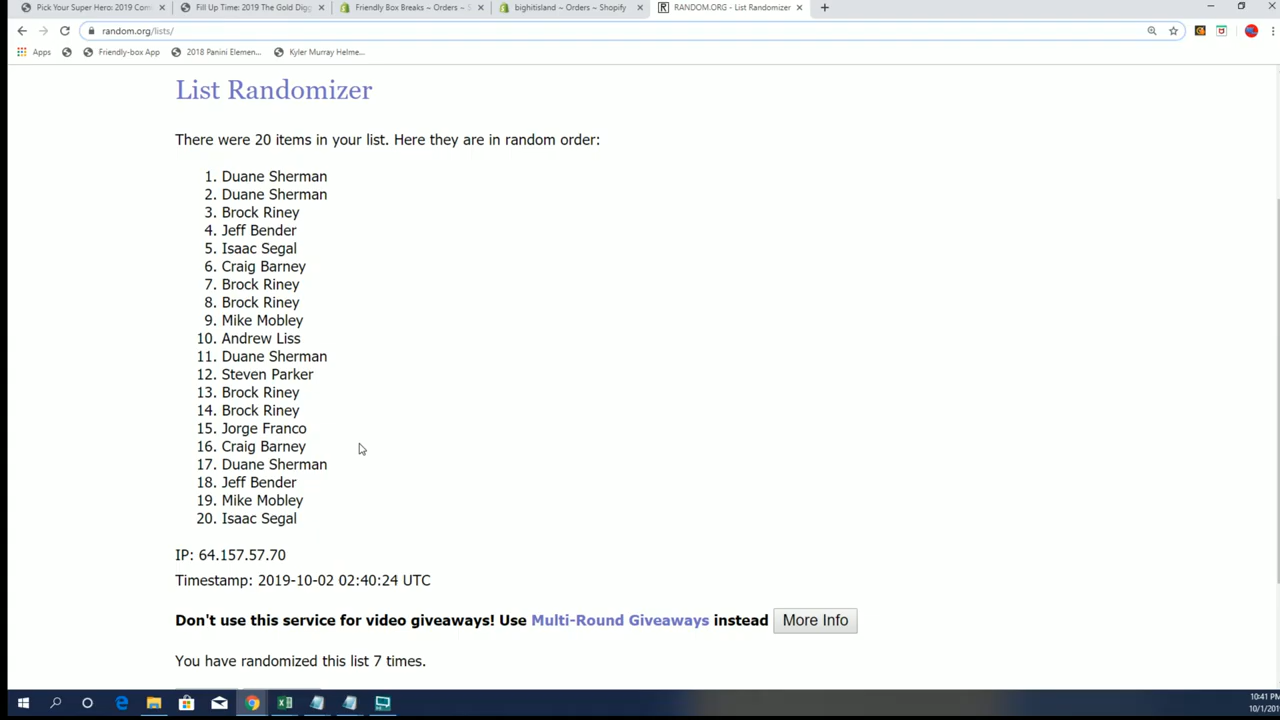 Pick Your Super Hero: 2019 Com
Fill Up Time: 2019 The Gold Digg
Friendly Box Breaks ~ Orders ~ S
bighitisland ~ Orders ~ Shopify
RANDOM.ORG - List Randomizer
random.org/lists/
Apps
Friendly-box App
2018 Panini Elemen...
Kyler Murray Helme...
List Randomizer
There were 20 items in your list. Here they are in random order:
1. Duane Sherman
2. Duane Sherman
3. Brock Riney
4. Jeff Bender
5. Isaac Segal
6. Craig Barney
7. Brock Riney
8. Brock Riney
9. Mike Mobley
10. Andrew Liss
11. Duane Sherman
12. Steven Parker
13. Brock Riney
14. Brock Riney
15. Jorge Franco
16. Craig Barney
17. Duane Sherman
18. Jeff Bender
19. Mike Mobley
20. Isaac Segal
IP: 64.157.57.70
Timestamp: 2019-10-02 02:40:24 UTC
Don't use this service for video giveaways! Use Multi-Round Giveaways instead More Info
You have randomized this list 7 times.
10:41 PM
10/1/201